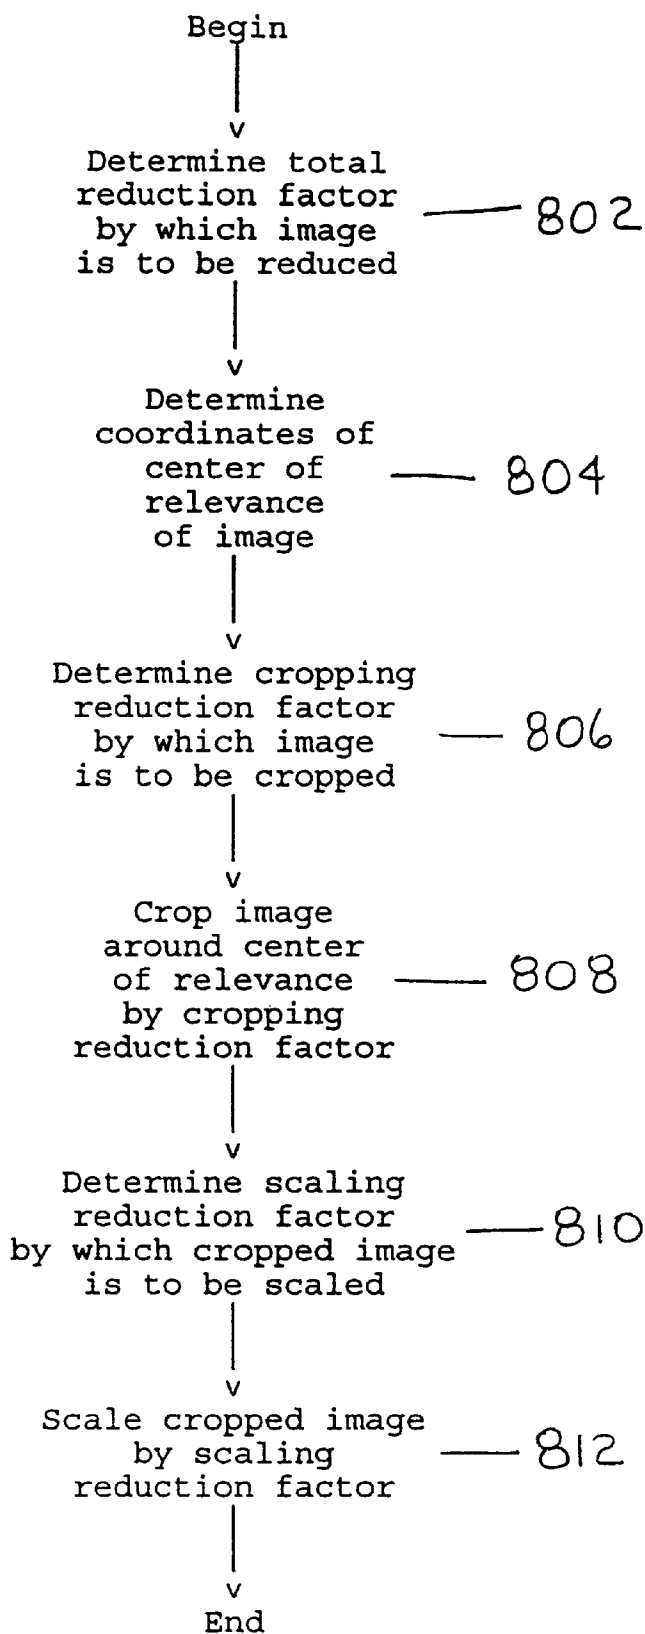 Begin
v
Determine total
reduction factor
by which image
is to be reduced
802
v
Determine
coordinates of
center of
relevance
of image
804
v
Determine cropping
reduction factor
by which image
is to be cropped
806
v
Crop image
around center
of relevance
by cropping
reduction factor
808
v
Determine scaling
reduction factor
by which cropped image
is to be scaled
810
v
Scale cropped image
by scaling
reduction factor
812
v
End